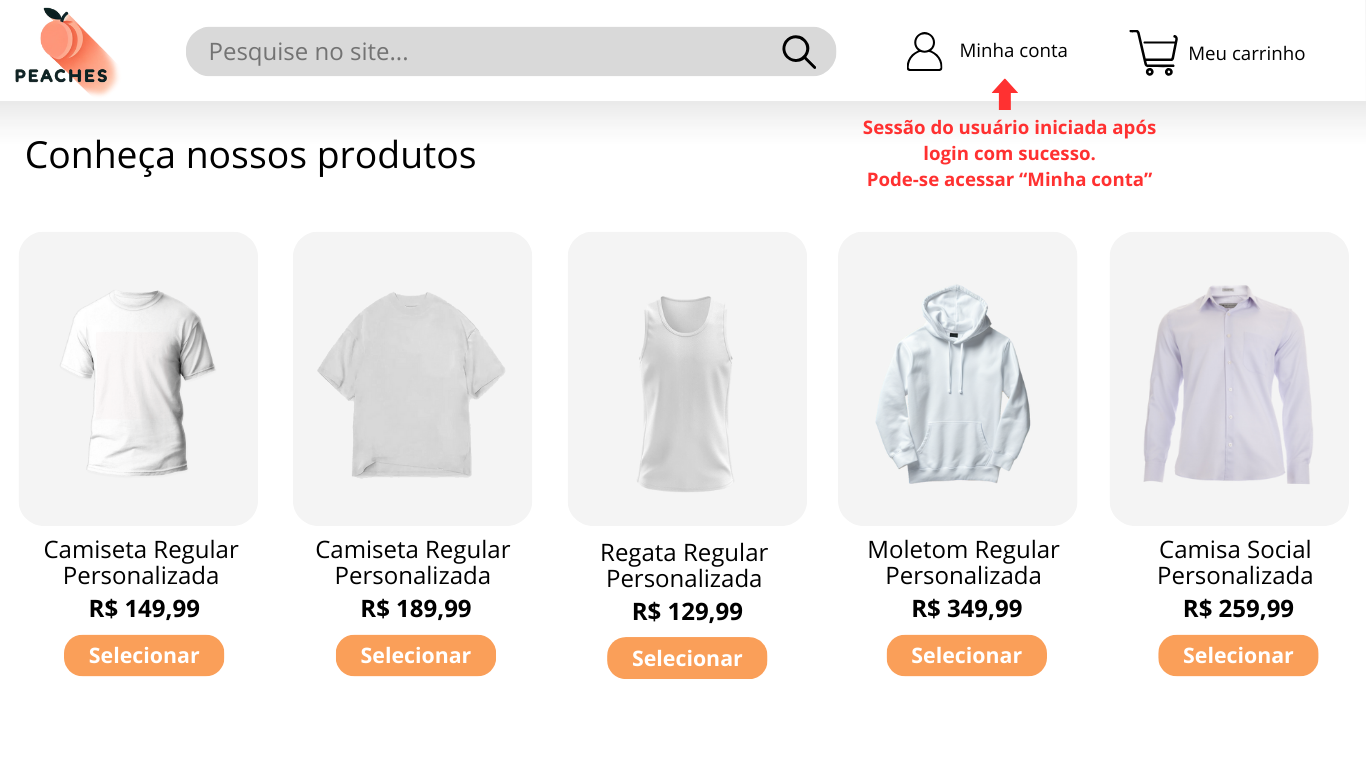 PEACHES
Pesquise no site...
Minha conta
Meu carrinho
Sessão do usuário iniciada após
login com sucesso.
Pode-se acessar “Minha conta”
Conheça nossos produtos
Camiseta Regular
Personalizada
R$ 149,99
Selecionar
Camiseta Regular
Personalizada
R$ 189,99
Selecionar
Regata Regular
Personalizada
R$ 129,99
Selecionar
Moletom Regular
Personalizada
R$ 349,99
Selecionar
Camisa Social
Personalizada
R$ 259,99
Selecionar